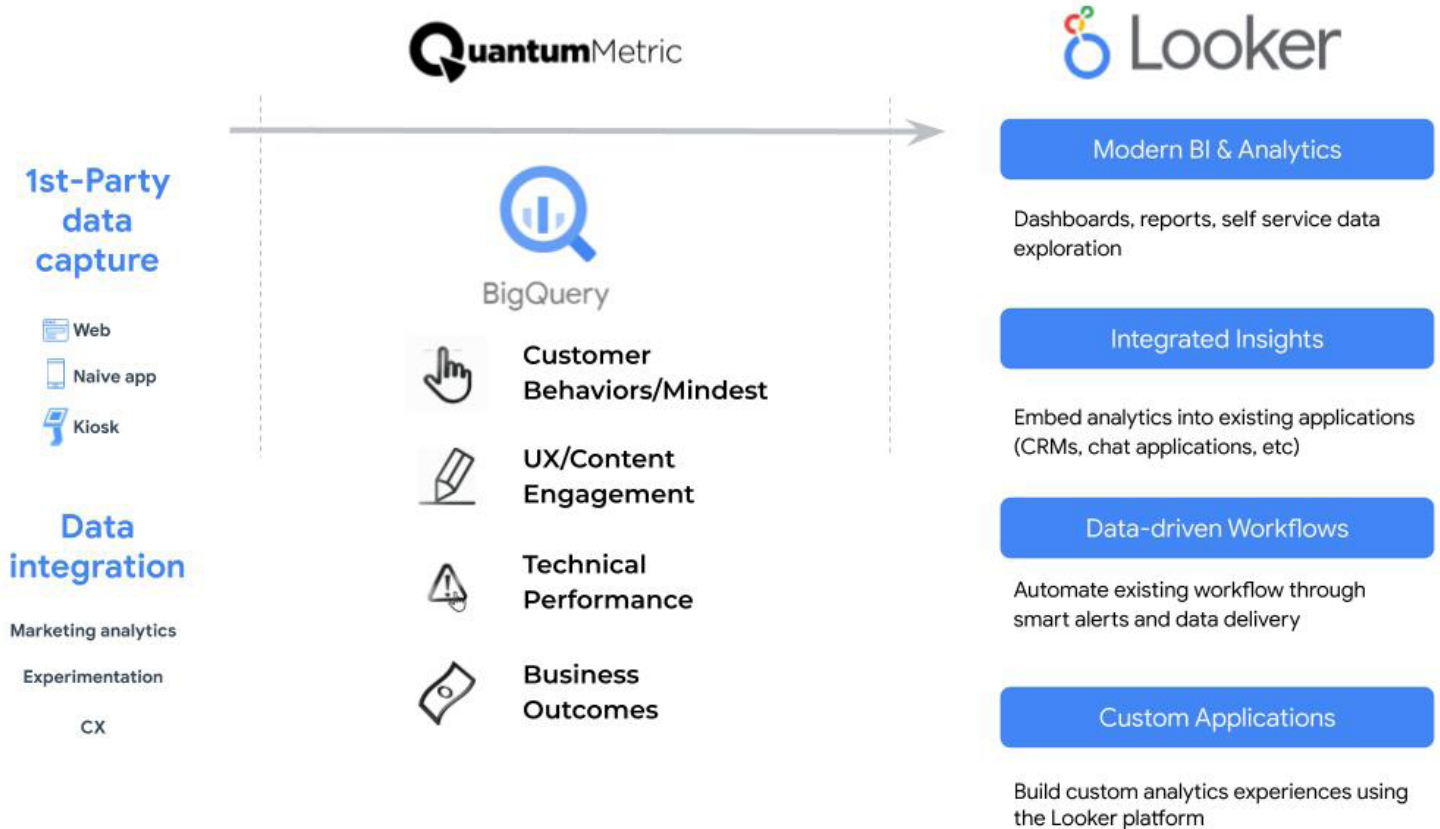 QuantumMetric
Looker
1st-Party
data
capture
Web
Naive app
Kiosk
Data
integration
Marketing analytics
Experimentation
CX
BigQuery
Customer
Behaviors/Mindest
UX/Content
Engagement
Technical
Performance
Business
Outcomes
Modern BI & Analytics
Dashboards, reports, self service data
exploration
Integrated Insights
Embed analytics into existing applications
(CRMs, chat applications, etc)
Data-driven Workflows
Automate existing workflow through
smart alerts and data delivery
Custom Applications
Build custom analytics experiences using
the Looker platform